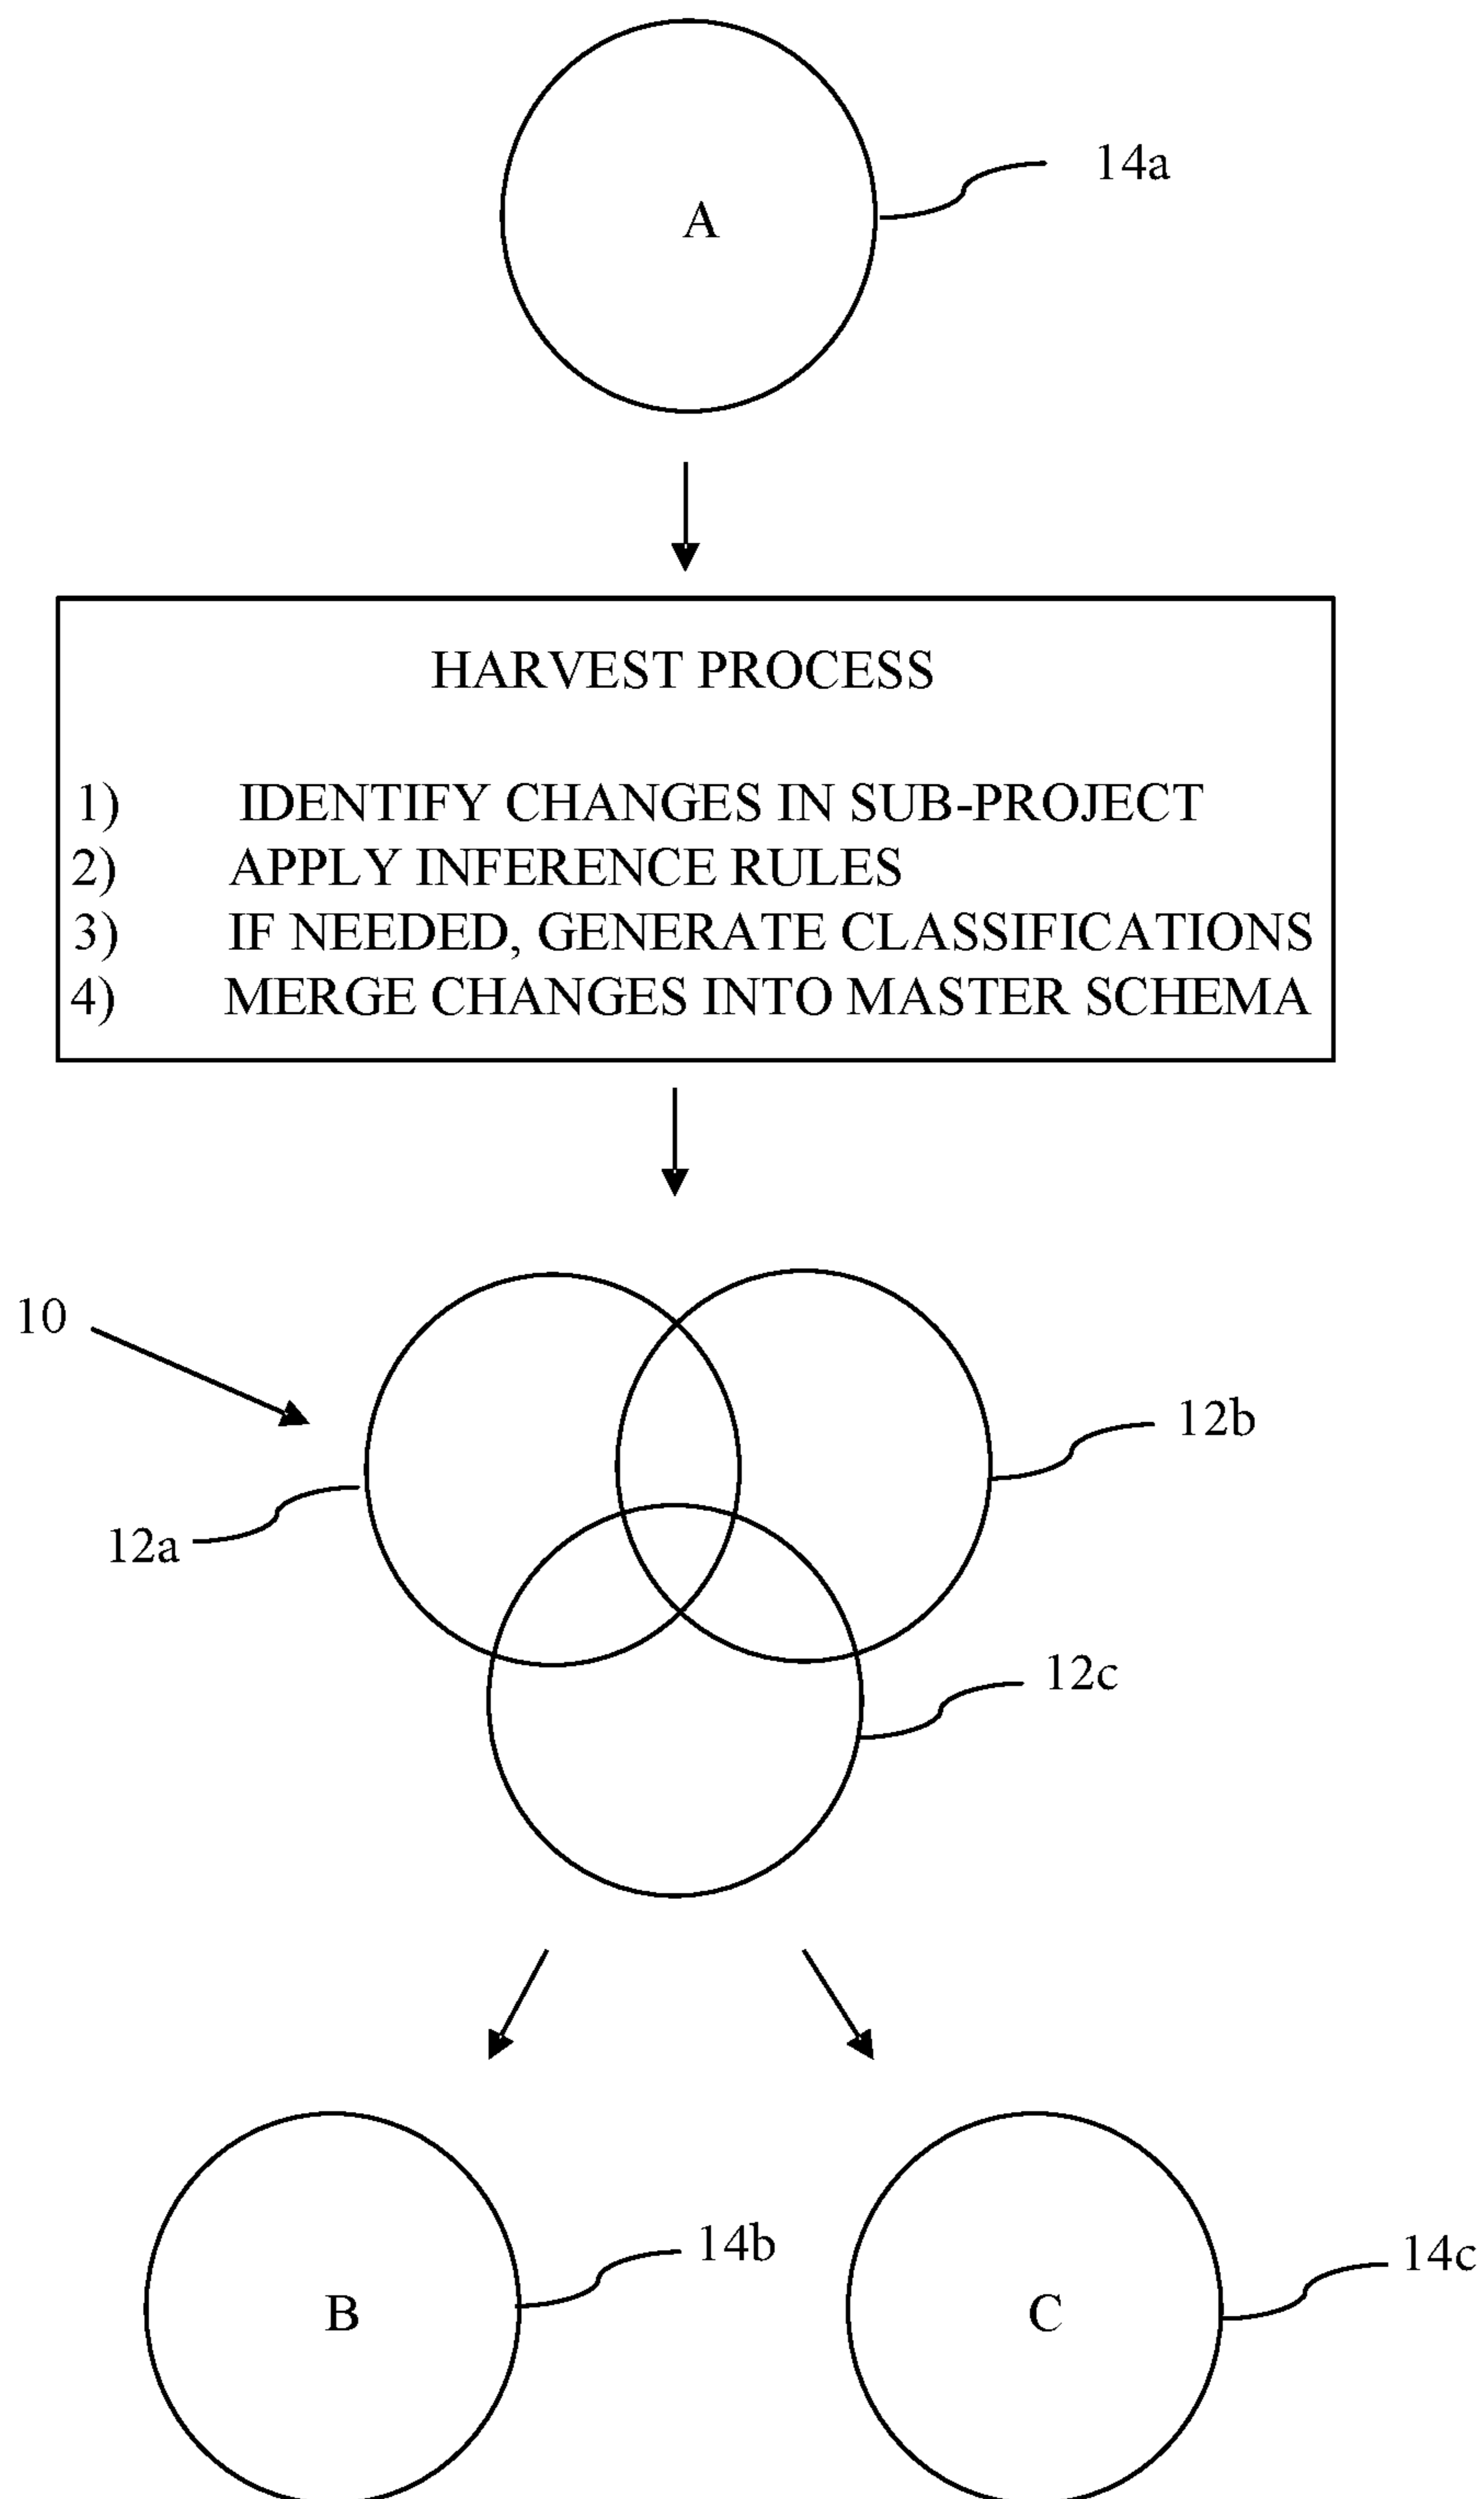 14a
A
HARVEST PROCESS
1) IDENTIFY CHANGES IN SUB-PROJECT
2) APPLY INFERENCE RULES
3) IF NEEDED, GENERATE CLASSIFICATIONS
4) MERGE CHANGES INTO MASTER SCHEMA
10
12b
12a
12c
14b
14c
B
C